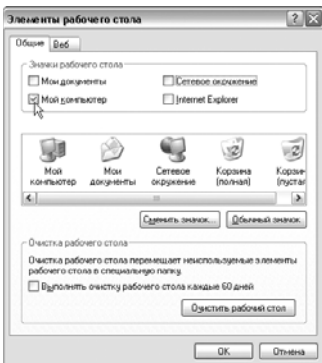 Элементы рабочего стола
Общие Веб
Значки рабочего стола
Мои документы Сетевое окружение
Мой компьютер Internet Explorer
Мой компьютер
Мои документы
Сетевое окружение
Корзина (полная)
Корзин (пустая
Сменить значок... Обычный значок
Очистка рабочего стола
Очистка рабочего стола перемещает неиспользуемые элементы
рабочего стола в специальную папку.
Выполнять очистку рабочего стола каждые 60 дней
Очистить рабочий стол
OK Отмена